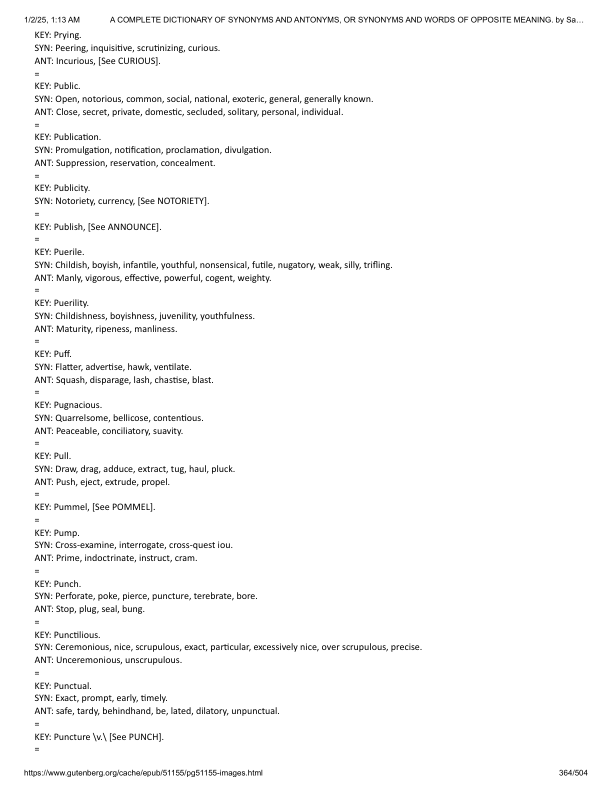 1/2/25, 1:13 AM A COMPLETE DICTIONARY OF SYNONYMS AND ANTONYMS, OR SYNONYMS AND WORDS OF OPPOSITE MEANING. by Sa…
KEY: Prying.
SYN: Peering, inquisitive, scrutinizing, curious.
ANT: Incurious, [See CURIOUS].
=
KEY: Public.
SYN: Open, notorious, common, social, national, exoteric, general, generally known.
ANT: Close, secret, private, domestic, secluded, solitary, personal, individual.
=
KEY: Publication.
SYN: Promulgation, notification, proclamation, divulgation.
ANT: Suppression, reservation, concealment.
=
KEY: Publicity.
SYN: Notoriety, currency, [See NOTORIETY].
=
KEY: Publish, [See ANNOUNCE].
=
KEY: Puerile.
SYN: Childish, boyish, infantile, youthful, nonsensical, futile, nugatory, weak, silly, trifling.
ANT: Manly, vigorous, effective, powerful, cogent, weighty.
=
KEY: Puerility.
SYN: Childishness, boyishness, juvenility, youthfulness.
ANT: Maturity, ripeness, manliness.
=
KEY: Puff.
SYN: Flatter, advertise, hawk, ventilate.
ANT: Squash, disparage, lash, chastise, blast.
=
KEY: Pugnacious.
SYN: Quarrelsome, bellicose, contentious.
ANT: Peaceable, conciliatory, suavity.
=
KEY: Pull.
SYN: Draw, drag, adduce, extract, tug, haul, pluck.
ANT: Push, eject, extrude, propel.
=
KEY: Pummel, [See POMMEL].
=
KEY: Pump.
SYN: Cross-examine, interrogate, cross-quest iou.
ANT: Prime, indoctrinate, instruct, cram.
=
KEY: Punch.
SYN: Perforate, poke, pierce, puncture, terebrate, bore.
ANT: Stop, plug, seal, bung.
=
KEY: Punctilious.
SYN: Ceremonious, nice, scrupulous, exact, particular, excessively nice, over scrupulous, precise.
ANT: Unceremonious, unscrupulous.
=
KEY: Punctual.
SYN: Exact, prompt, early, timely.
ANT: safe, tardy, behindhand, be, lated, dilatory, unpunctual.
=
KEY: Puncture \v.\ [See PUNCH].
=
https://www.gutenberg.org/cache/epub/51155/pg51155-images.html 364/504